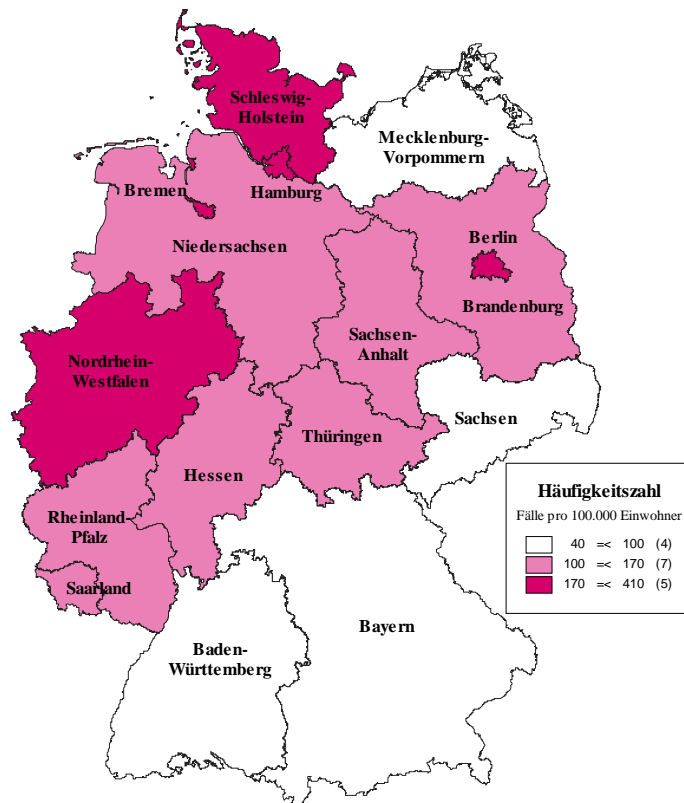 Schleswig-
Holstein
Mecklenburg-
Vorpommern
Bremen
Hamburg
Niedersachsen
Berlin
Brandenburg
Sachsen-
Anhalt
Nordrhein-
Westfalen
Sachsen
Thüringen
Hessen
Rheinland-
Pfalz
Saarland
Baden-
Württemberg
Bayern
Häufigkeitszahl
Fälle pro 100.000 Einwohner
40 =< 100 (4)
100 =< 170 (7)
170 =< 410 (5)